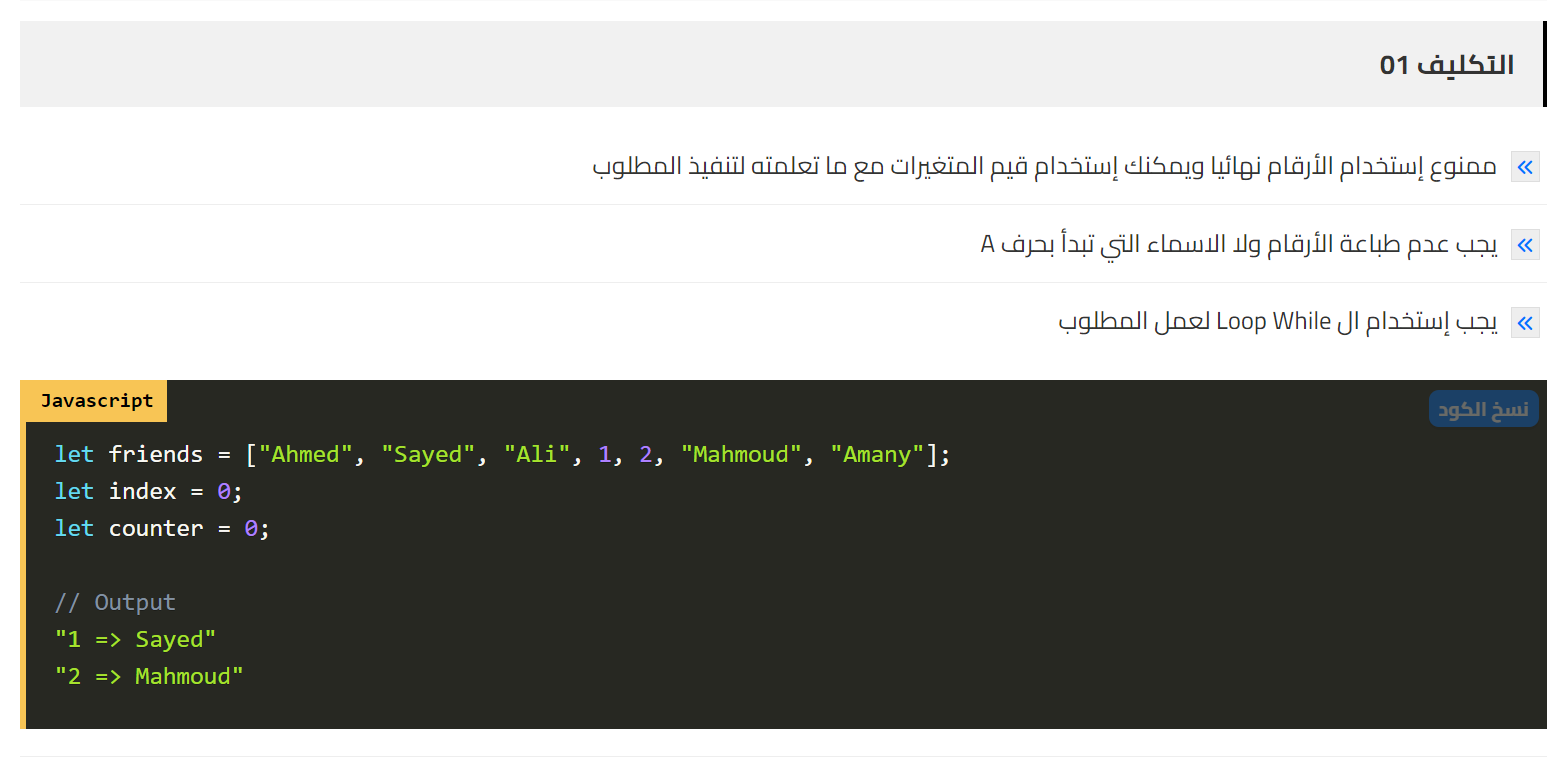 التكليف 01
« ممنوع إستخدام الأرقام نهائيا ويمكنك إستخدام قيم المتغيرات مع ما تعلمته لتنفيذ المطلوب
« يجب عدم طباعة الأرقام ولا الاسماء التي تبدأ بحرف A
« يجب إستخدام ال Loop While لعمل المطلوب
Javascript
نسخ الكود
let friends = ["Ahmed", "Sayed", "Ali", 1, 2, "Mahmoud", "Amany"];
let index = 0;
let counter = 0;
// Output
"1 => Sayed"
"2 => Mahmoud"